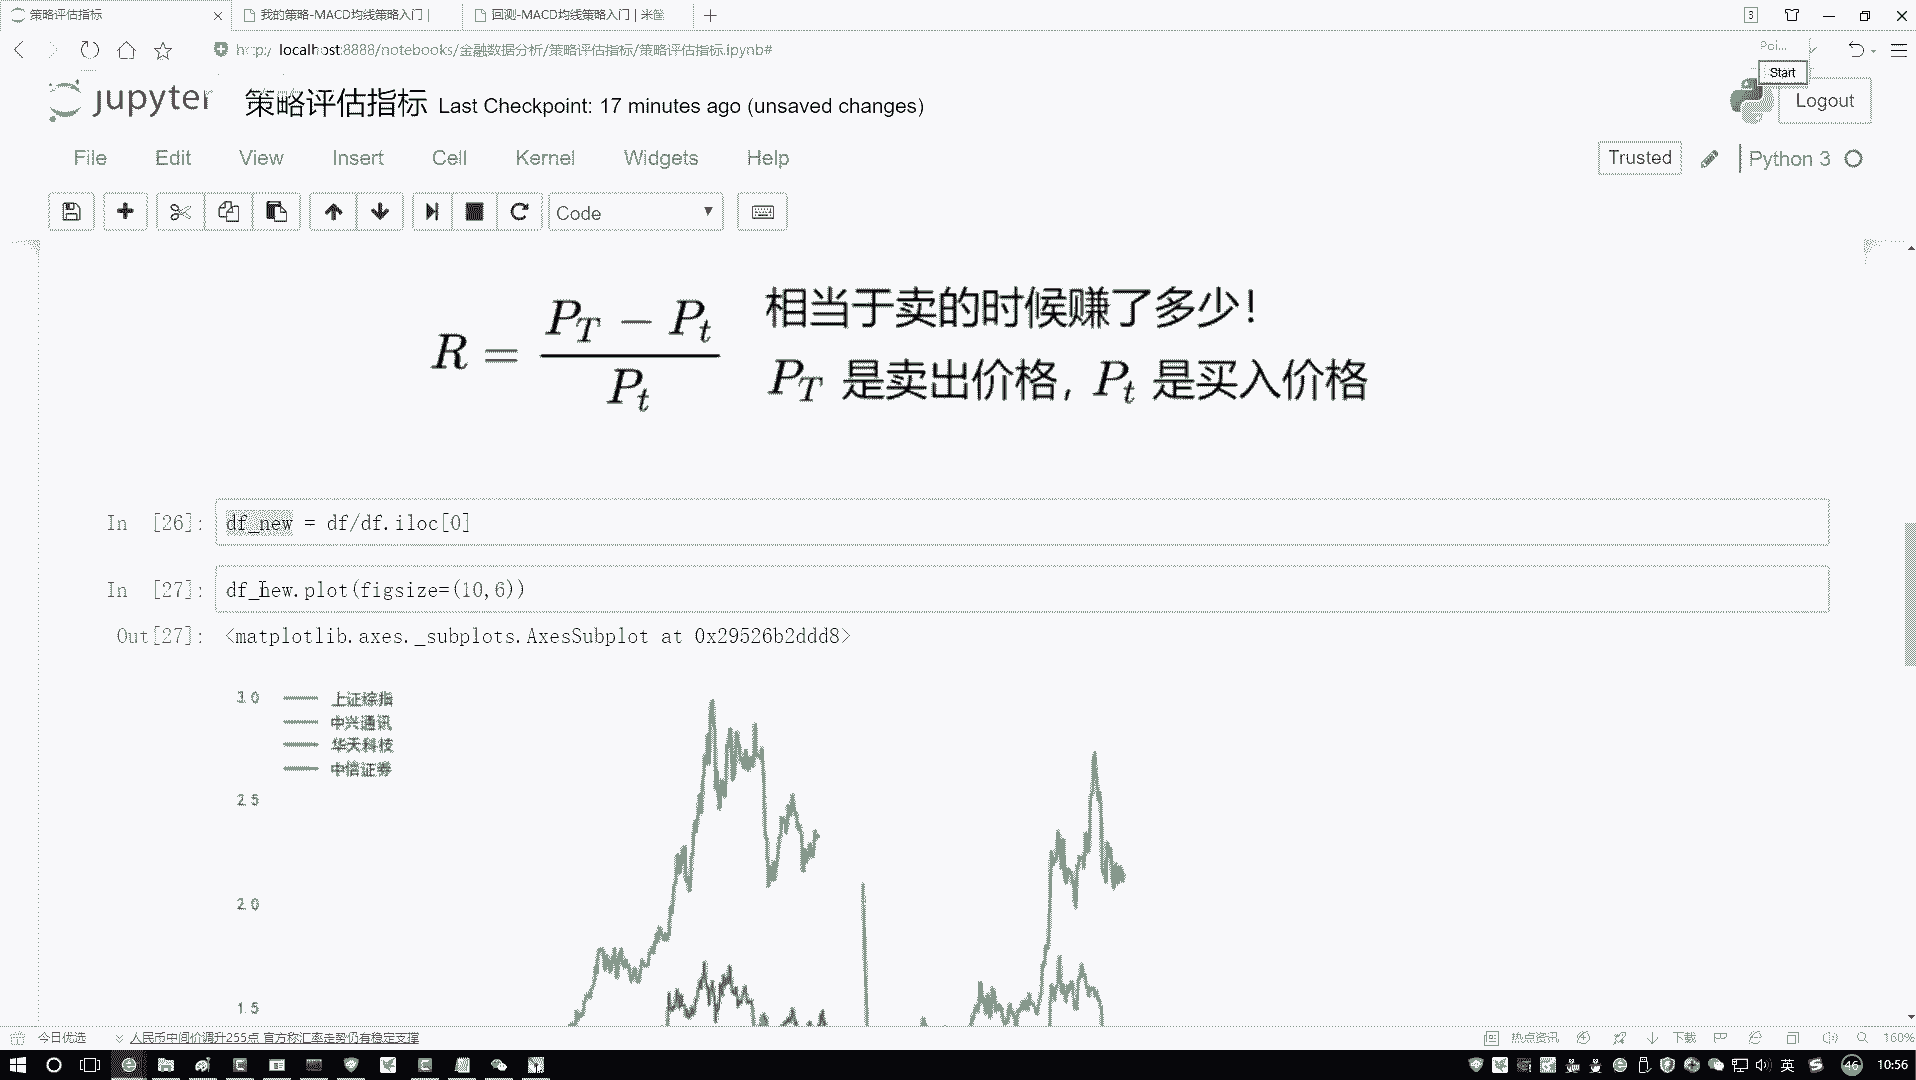 策略评估指标
我的策略-MACD均线策略入门 |
回测-MACD均线策略入门 | 米筐
3
http:/ localhost:8888/notebooks/金融数据分析/策略评估指标/策略评估指标.ipynb#
Poi...
Start
jupyter 策略评估指标 Last Checkpoint: 17 minutes ago (unsaved changes)
Logout
File Edit View Insert Cell Kernel Widgets Help
Trusted Python 3
Code
R = (P_T − P_t) / P_t
相当于卖的时候赚了多少!
P_T 是卖出价格, P_t 是买入价格
In [26]: df_new = df/df.iloc[0]
In [27]: df_new.plot(figsize=(10,6))
Out[27]: <matplotlib.axes._subplots.AxesSubplot at 0x29526b2ddd8>
3.0
上证综指
中兴通讯
华天科技
中信证券
2.5
2.0
1.5
今日优选 人民币中间价调升255点 官方称汇率走势仍有稳定支撑
热点资讯 下载 160%
英 46 10:56